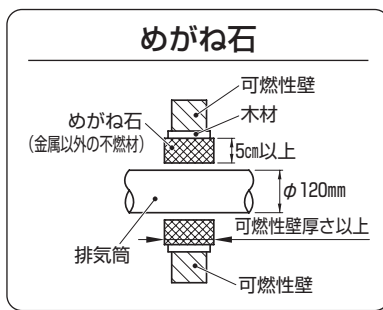 めがね石
可燃性壁
木材
めがね石
(金属以外の不燃材)
5cm以上
φ120mm
可燃性壁厚さ以上
排気筒
可燃性壁